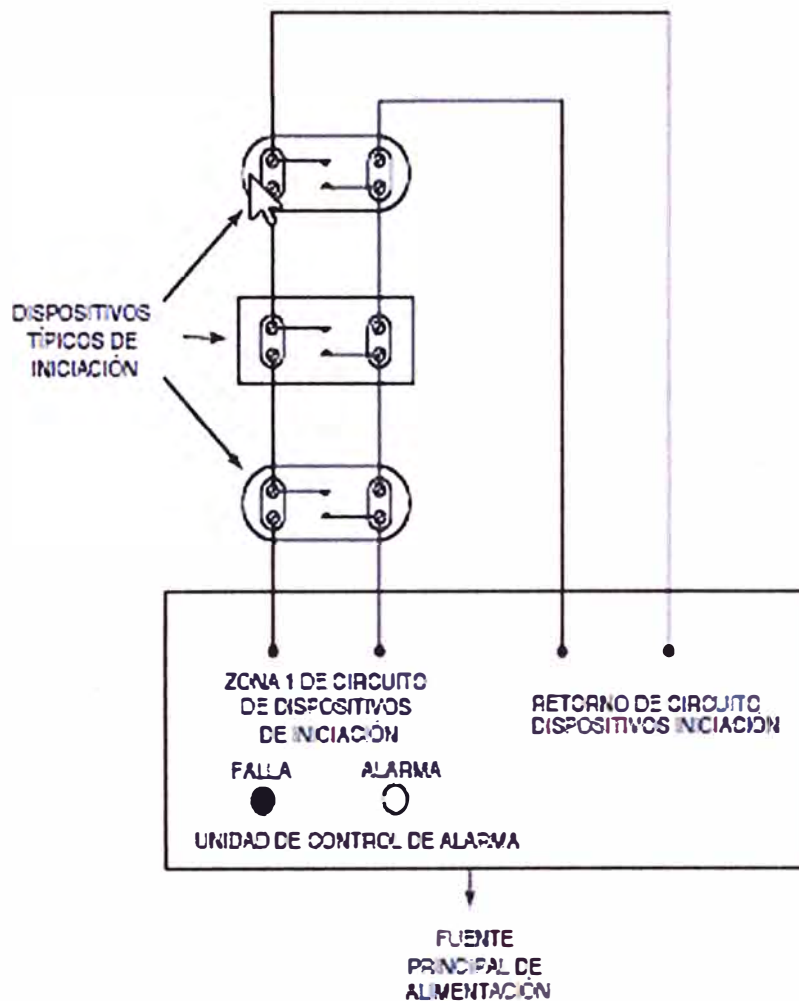 DISPOSITIVOS
TÍPICOS DE
INICIACIÓN
ZONA 1 DE CIRCUITO
DE DISPOSITIVOS
DE INICIACIÓN
RETORNO DE CIRCUITO
DISPOSITIVOS INICIACIÓN
FALLA
ALARMA
UNIDAD DE CONTROL DE ALARMA
FUENTE
PRINCIPAL DE
ALIMENTACIÓN